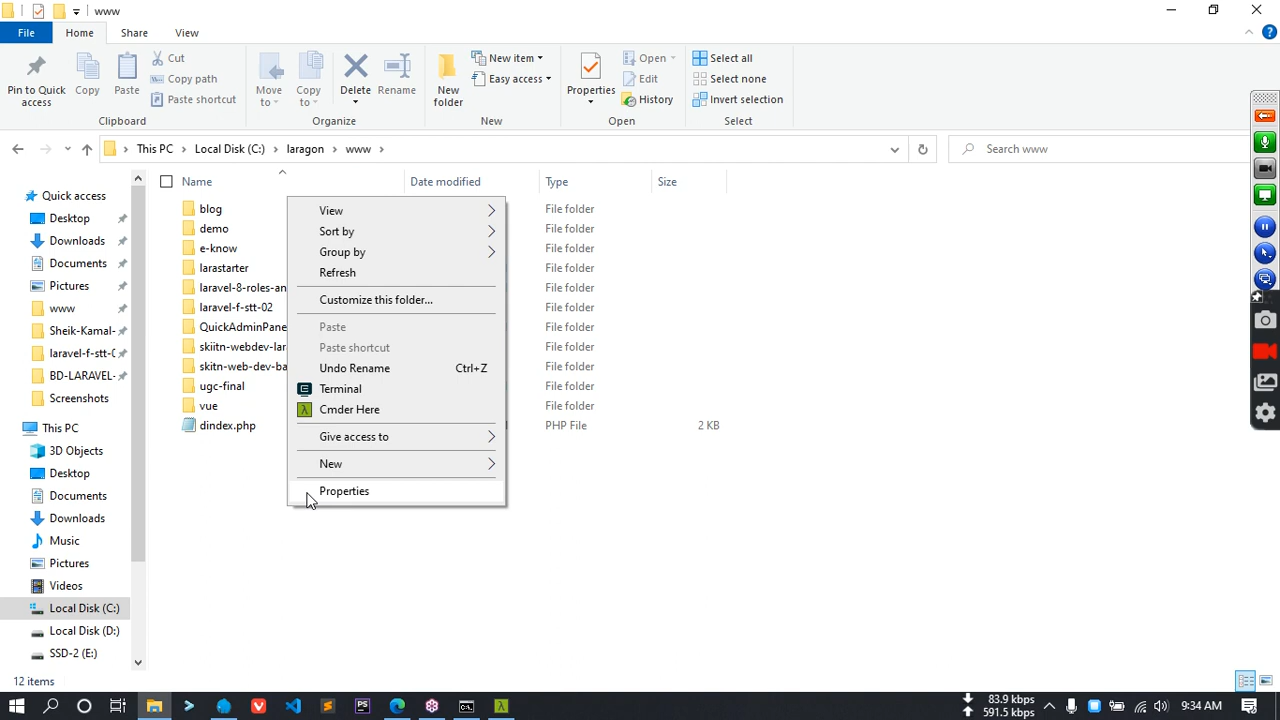 www
File
Home
Share
View
Pin to Quick access
Copy
Paste
Cut
Copy path
Paste shortcut
Move to
Copy to
Delete
Rename
New folder
New item
Easy access
Properties
Open
Edit
History
Select all
Select none
Invert selection
Clipboard
Organize
New
Open
Select
This PC > Local Disk (C:) > laragon > www >
Search www
Name
Date modified
Type
Size
Quick access
Desktop
Downloads
Documents
Pictures
www
Sheik-Kamal-
laravel-f-stt-0
BD-LARAVEL-
Screenshots
This PC
3D Objects
Desktop
Documents
Downloads
Music
Pictures
Videos
Local Disk (C:)
Local Disk (D:)
SSD-2 (E:)
blog File folder
demo File folder
e-know File folder
larastarter File folder
laravel-8-roles-an File folder
laravel-f-stt-02 File folder
QuickAdminPane File folder
skiitn-webdev-lar File folder
skitn-web-dev-ba File folder
ugc-final File folder
vue File folder
dindex.php PHP File 2 KB
View
Sort by
Group by
Refresh
Customize this folder...
Paste
Paste shortcut
Undo Rename Ctrl+Z
Terminal
Cmder Here
Give access to
New
Properties
12 items
83.9 kbps
591.5 kbps
9:34 AM